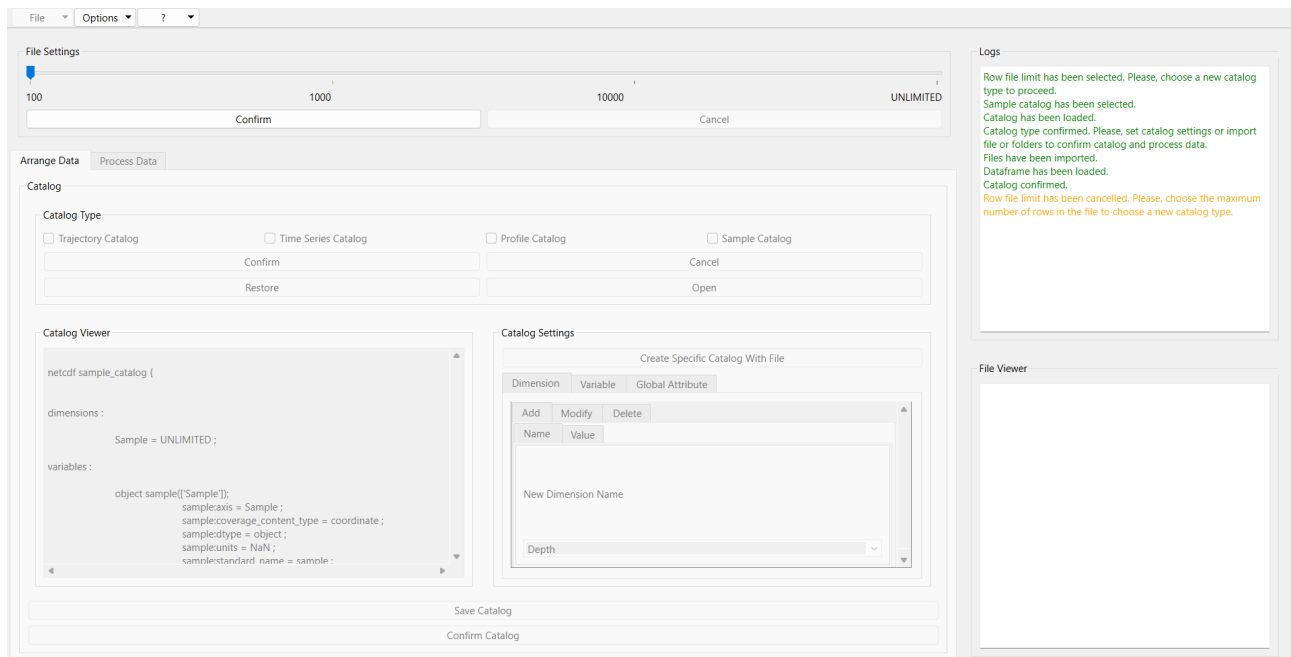 File Options ?
File Settings
100 1000 10000 UNLIMITED
Confirm Cancel
Arrange Data Process Data
Catalog
Catalog Type
Trajectory Catalog Time Series Catalog Profile Catalog Sample Catalog
Confirm Cancel
Restore Open
Catalog Viewer
netcdf sample_catalog {
dimensions :
Sample = UNLIMITED ;
variables :
object sample(['Sample']);
sample:axis = Sample ;
sample:coverage_content_type = coordinate ;
sample:dtype = object ;
sample:units = NaN ;
sample:standard_name = sample ;
Catalog Settings
Create Specific Catalog With File
Dimension Variable Global Attribute
Add Modify Delete
Name Value
New Dimension Name
Depth
Save Catalog
Confirm Catalog
Logs
Row file limit has been selected. Please, choose a new catalog
type to proceed.
Sample catalog has been selected.
Catalog has been loaded.
Catalog type confirmed. Please, set catalog settings or import
file or folders to confirm catalog and process data.
Files have been imported.
Dataframe has been loaded.
Catalog confirmed.
Row file limit has been cancelled. Please, choose the maximum
number of rows in the file to choose a new catalog type.
File Viewer